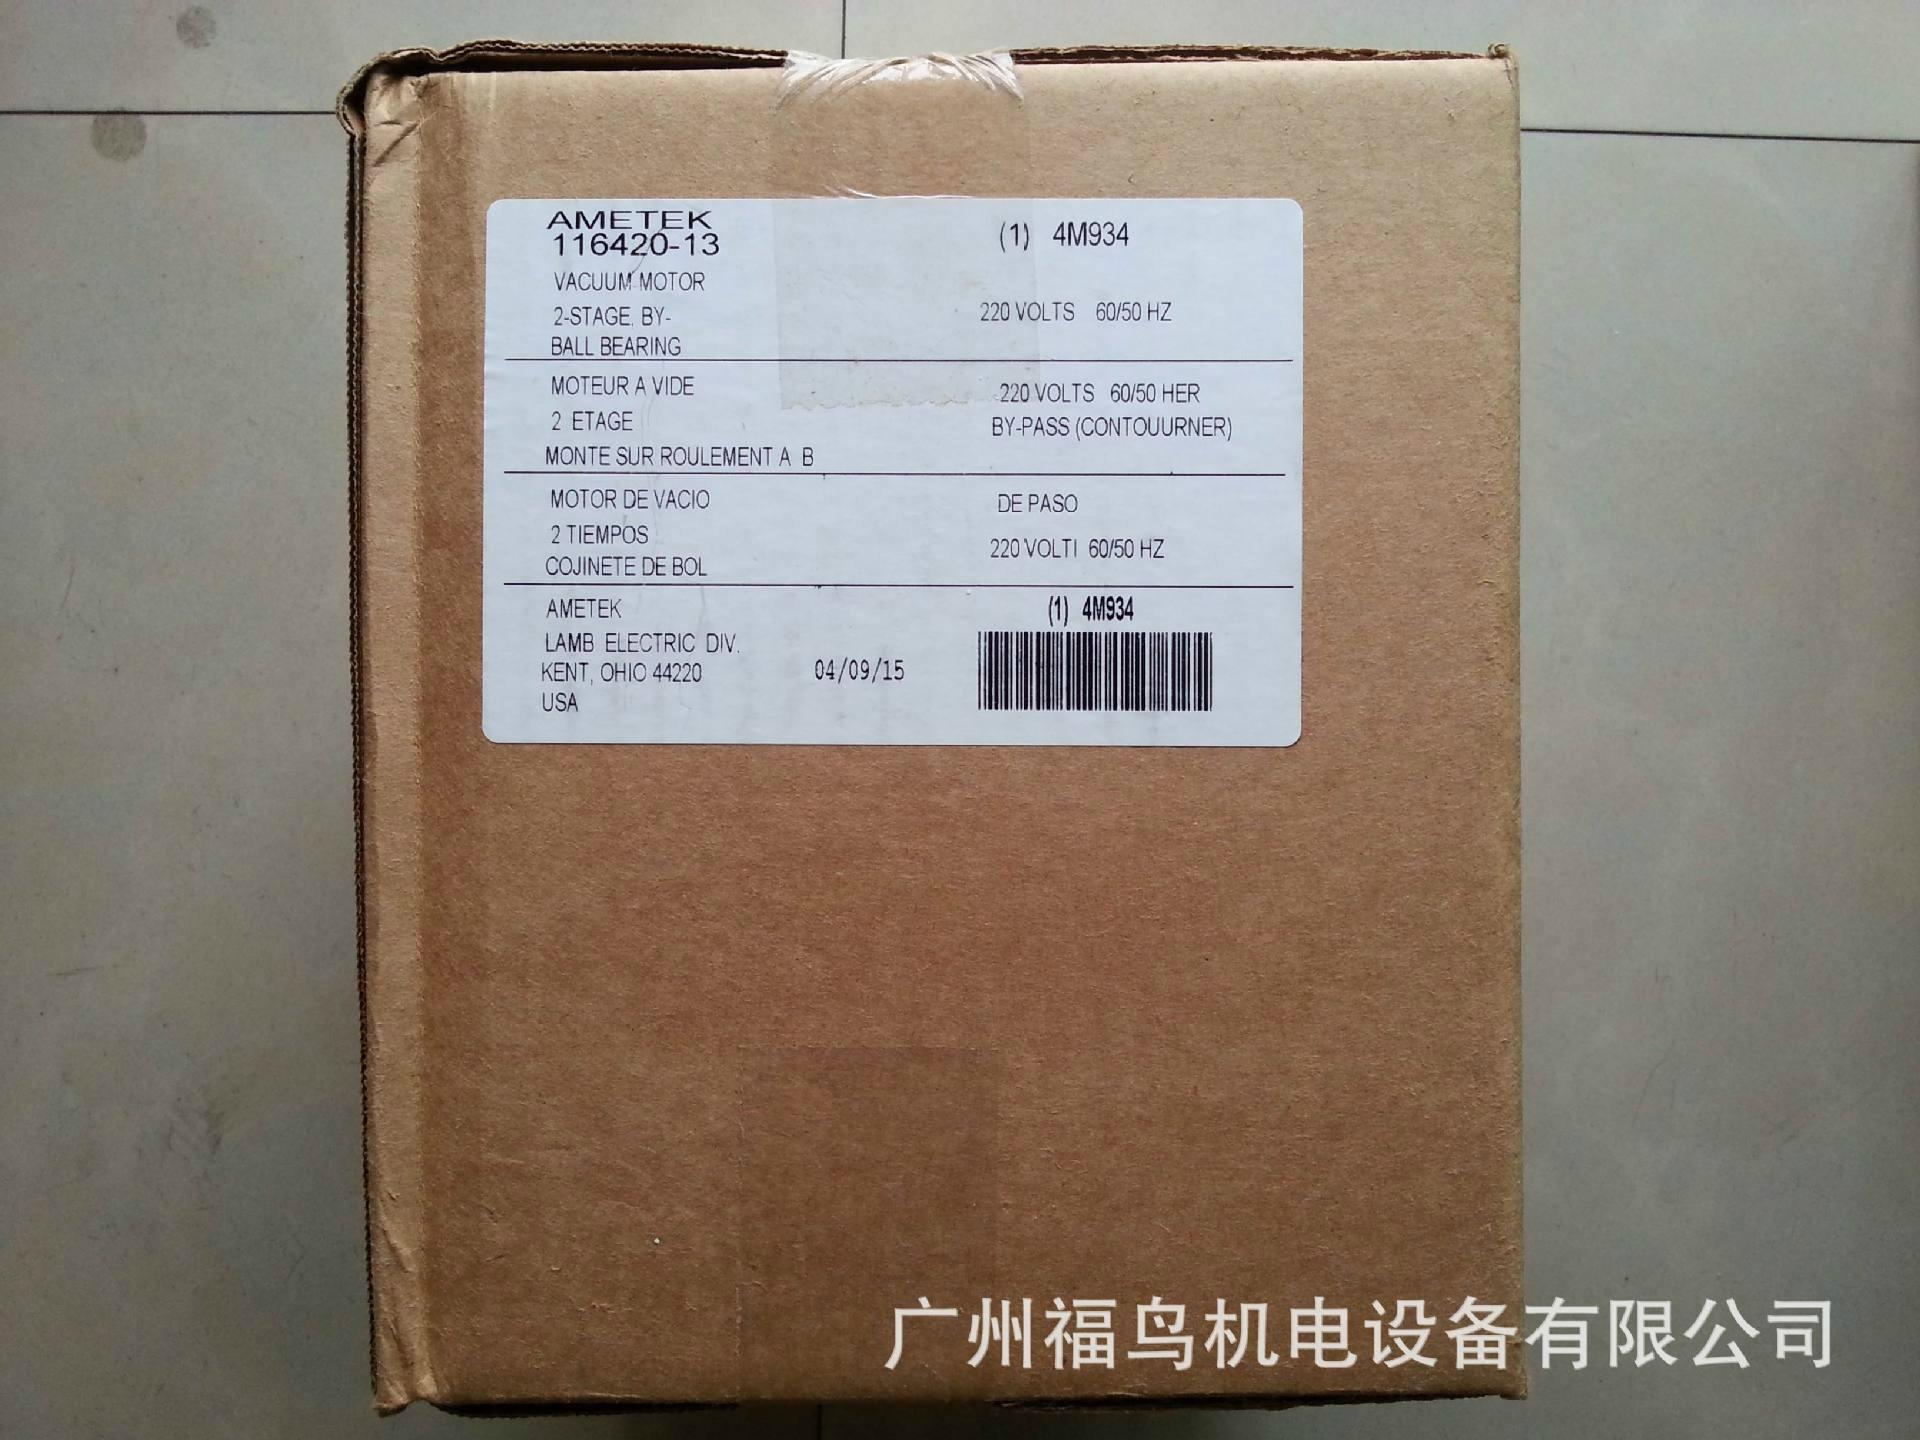 AMETEK
116420-13 (1) 4M934
VACUUM MOTOR
2-STAGE, BY- 220 VOLTS 60/50 HZ
BALL BEARING
MOTEUR A VIDE 220 VOLTS 60/50 HER
2 ETAGE BY-PASS (CONTOUURNER)
MONTE SUR ROULEMENT A B
MOTOR DE VACIO DE PASO
2 TIEMPOS 220 VOLTI 60/50 HZ
COJINETE DE BOL
AMETEK (1) 4M934
LAMB ELECTRIC DIV.
KENT, OHIO 44220 04/09/15
USA
广州福鸟机电设备有限公司